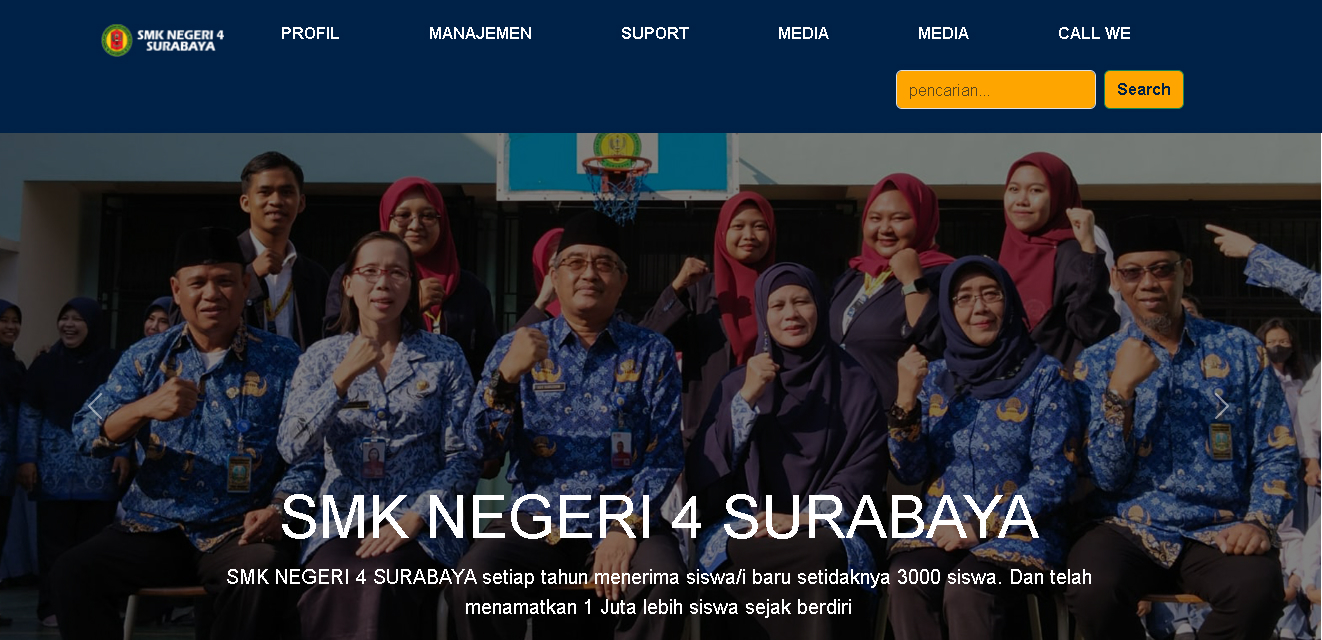 SMK NEGERI 4
SURABAYA
PROFIL
MANAJEMEN
SUPORT
MEDIA
MEDIA
CALL WE
pencarian...
Search
SMK NEGERI 4 SURABAYA
SMK NEGERI 4 SURABAYA setiap tahun menerima siswa/i baru setidaknya 3000 siswa. Dan telah
menamatkan 1 Juta lebih siswa sejak berdiri